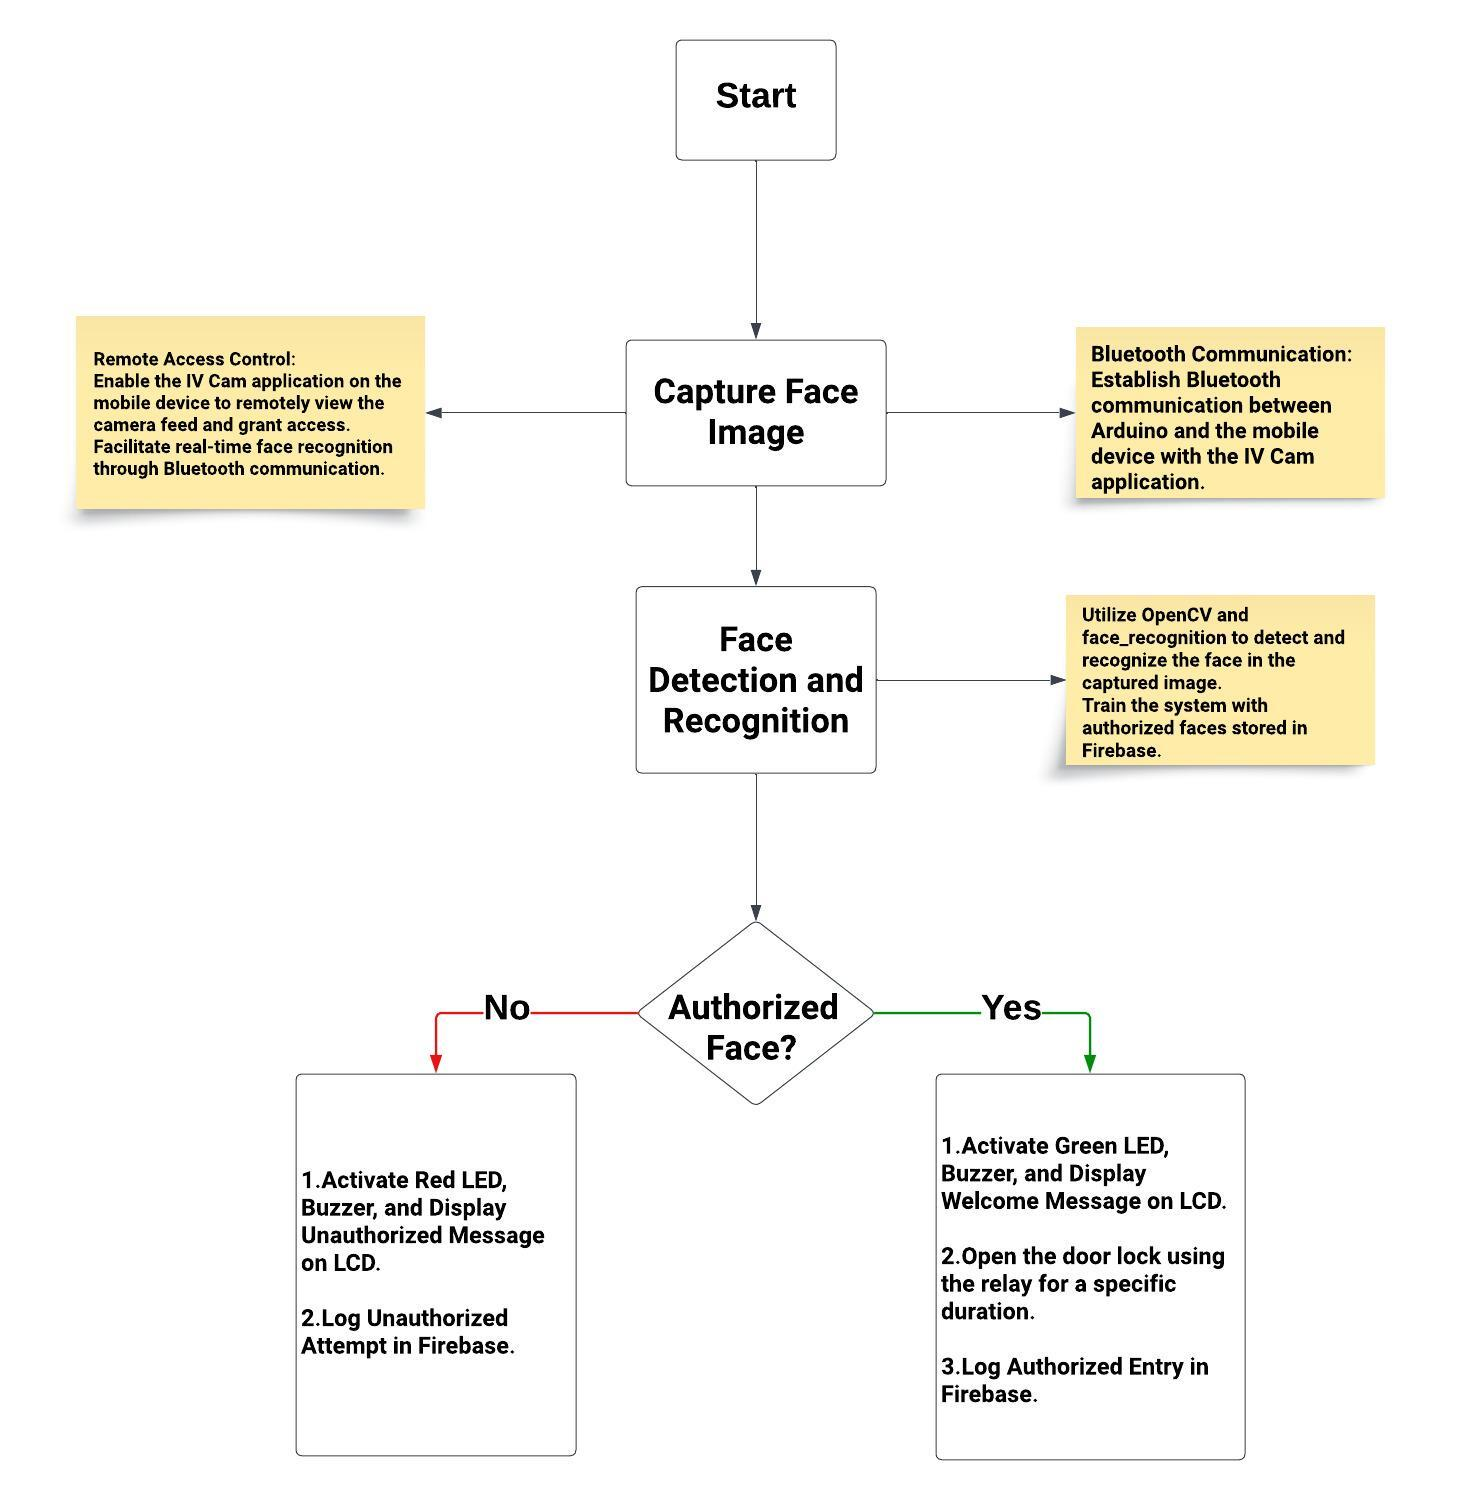 Start
Remote Access Control:
Enable the IV Cam application on the
mobile device to remotely view the
camera feed and grant access.
Facilitate real-time face recognition
through Bluetooth communication.
Capture Face
Image
Bluetooth Communication:
Establish Bluetooth
communication between
Arduino and the mobile
device with the IV Cam
application.
Face
Detection and
Recognition
Utilize OpenCV and
face_recognition to detect and
recognize the face in the
captured image.
Train the system with
authorized faces stored in
Firebase.
Authorized
Face?
No
Yes
1.Activate Red LED,
Buzzer, and Display
Unauthorized Message
on LCD.
2.Log Unauthorized
Attempt in Firebase.
1.Activate Green LED,
Buzzer, and Display
Welcome Message on LCD.
2.Open the door lock using
the relay for a specific
duration.
3.Log Authorized Entry in
Firebase.